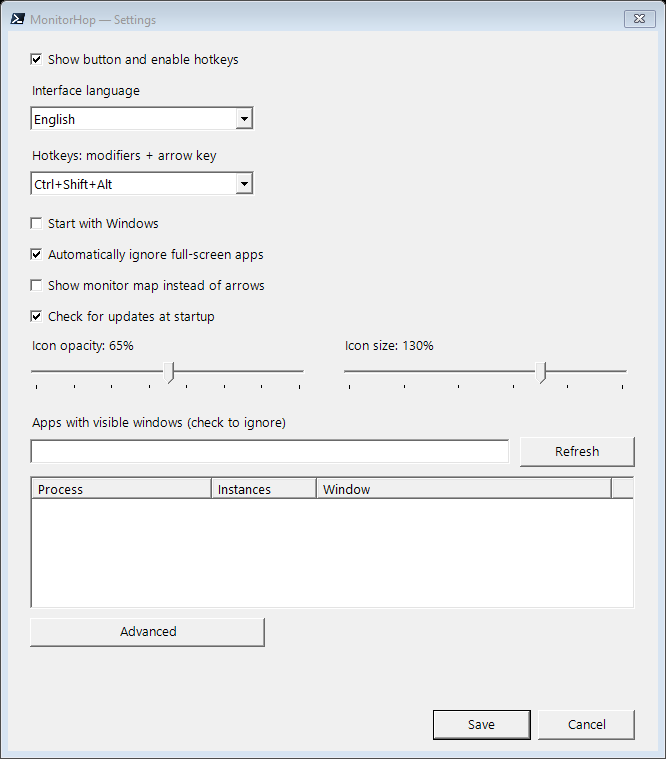 MonitorHop — Settings
Show button and enable hotkeys
Interface language
English
Hotkeys: modifiers + arrow key
Ctrl+Shift+Alt
Start with Windows
Automatically ignore full-screen apps
Show monitor map instead of arrows
Check for updates at startup
Icon opacity: 65% Icon size: 130%
Apps with visible windows (check to ignore)
Refresh
Process Instances Window
Advanced
Save Cancel